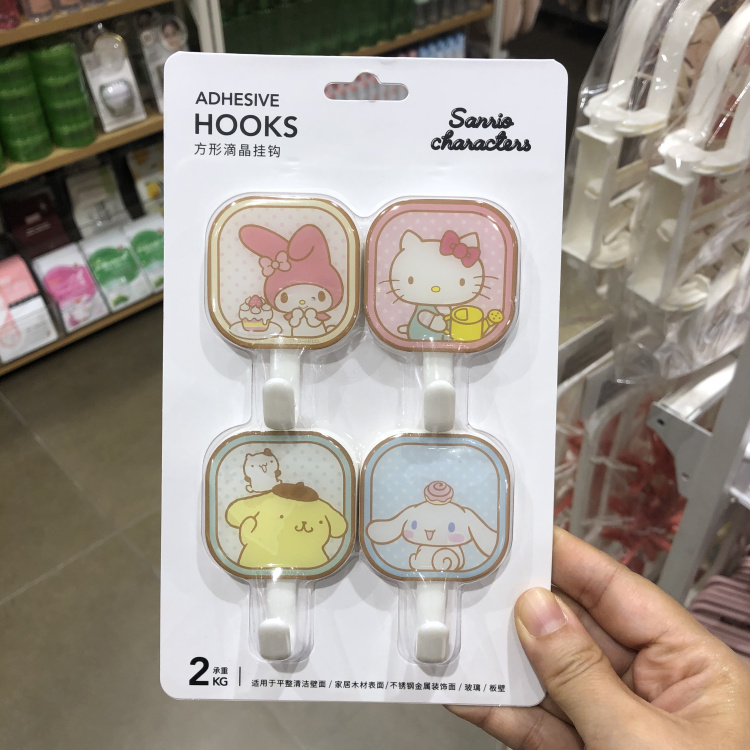 ADHESIVE
HOOKS
方形滴晶挂钩
Sanrio
characters
2 承重
KG
适用于平整清洁壁面 / 家居木材表面 / 不锈钢金属装饰面 / 玻璃 / 板壁